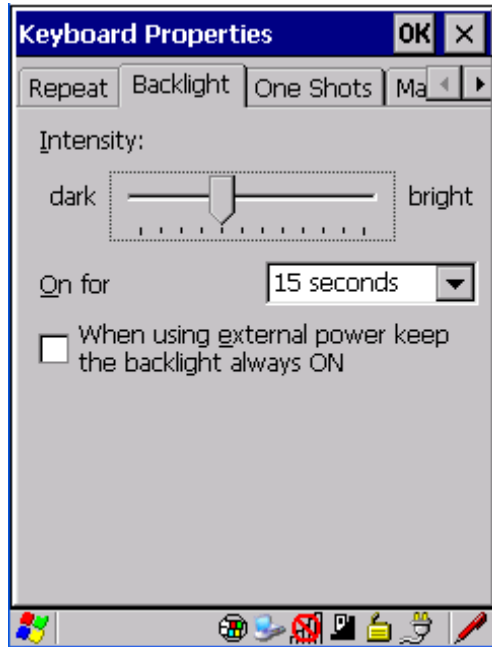 Keyboard Properties OK
Repeat Backlight One Shots Ma
Intensity:
dark bright
On for 15 seconds
When using external power keep
the backlight always ON